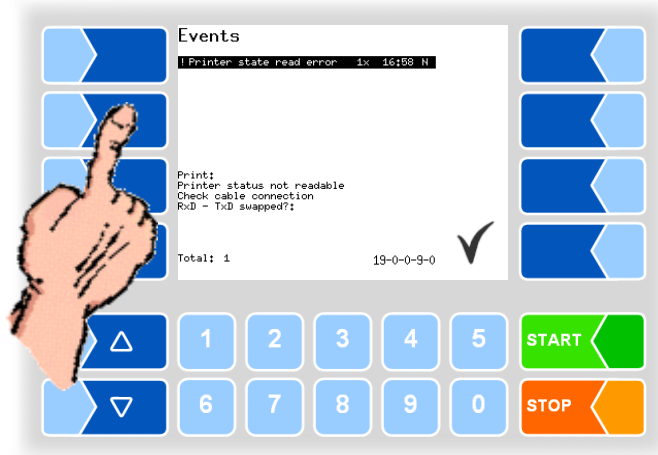 Events
! Printer state read error 1x 16:58 N
Print:
Printer status not readable
Check cable connection
RxD - TxD swapped?:
Total: 1 19-0-0-9-0
1 2 3 4 5 START
6 7 8 9 0 STOP